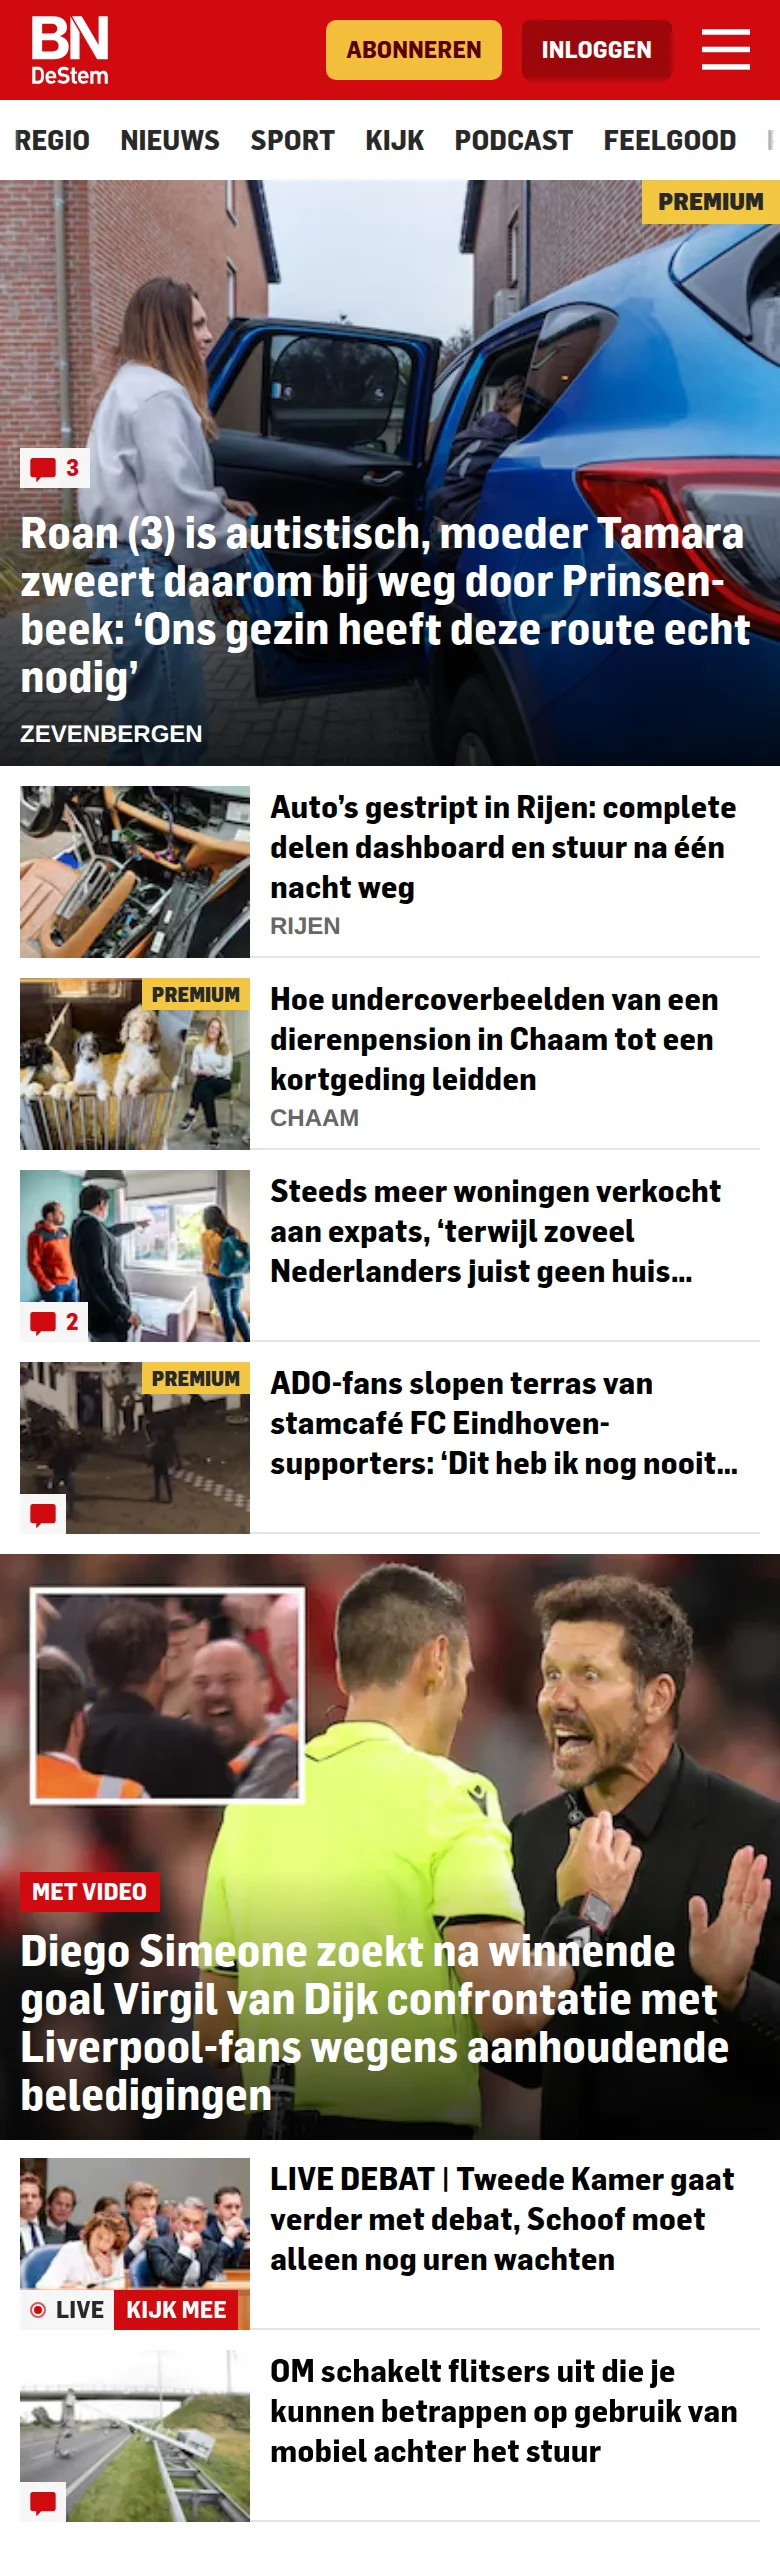 BN
DeStem
ABONNEREN
INLOGGEN
REGIO NIEUWS SPORT KIJK PODCAST FEELGOOD
PREMIUM
3
Roan (3) is autistisch, moeder Tamara
zweert daarom bij weg door Prinsen-
beek: ‘Ons gezin heeft deze route echt
nodig’
ZEVENBERGEN
Auto’s gestript in Rijen: complete
delen dashboard en stuur na één
nacht weg
RIJEN
PREMIUM
Hoe undercoverbeelden van een
dierenpension in Chaam tot een
kortgeding leidden
CHAAM
Steeds meer woningen verkocht
aan expats, ‘terwijl zoveel
Nederlanders juist geen huis...
2
PREMIUM
ADO-fans slopen terras van
stamcafé FC Eindhoven-
supporters: ‘Dit heb ik nog nooit...
MET VIDEO
Diego Simeone zoekt na winnende
goal Virgil van Dijk confrontatie met
Liverpool-fans wegens aanhoudende
beledigingen
LIVE DEBAT | Tweede Kamer gaat
verder met debat, Schoof moet
alleen nog uren wachten
LIVE KIJK MEE
OM schakelt flitsers uit die je
kunnen betrappen op gebruik van
mobiel achter het stuur